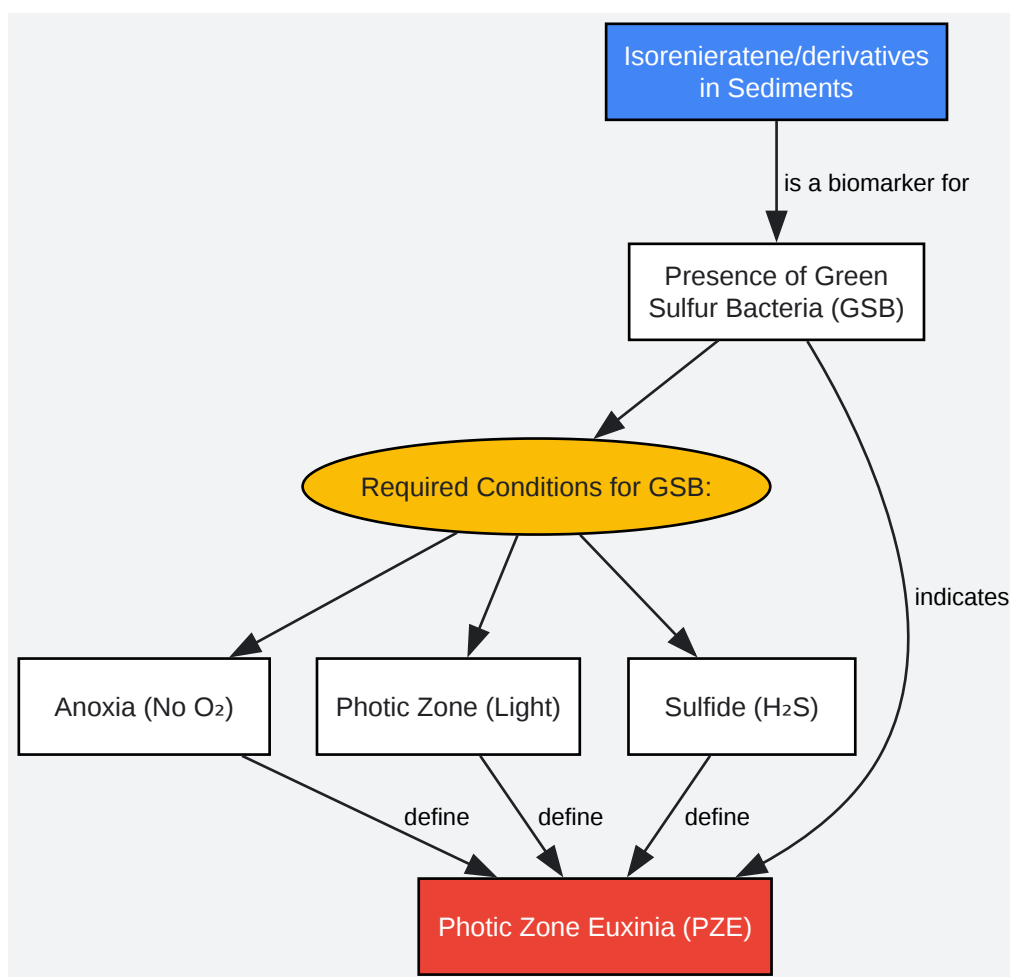 Isorenieratene/derivatives
in Sediments
is a biomarker for
Presence of Green
Sulfur Bacteria (GSB)
Required Conditions for GSB:
indicates
Anoxia (No O₂)
Photic Zone (Light)
Sulfide (H₂S)
define
define
define
Photic Zone Euxinia (PZE)